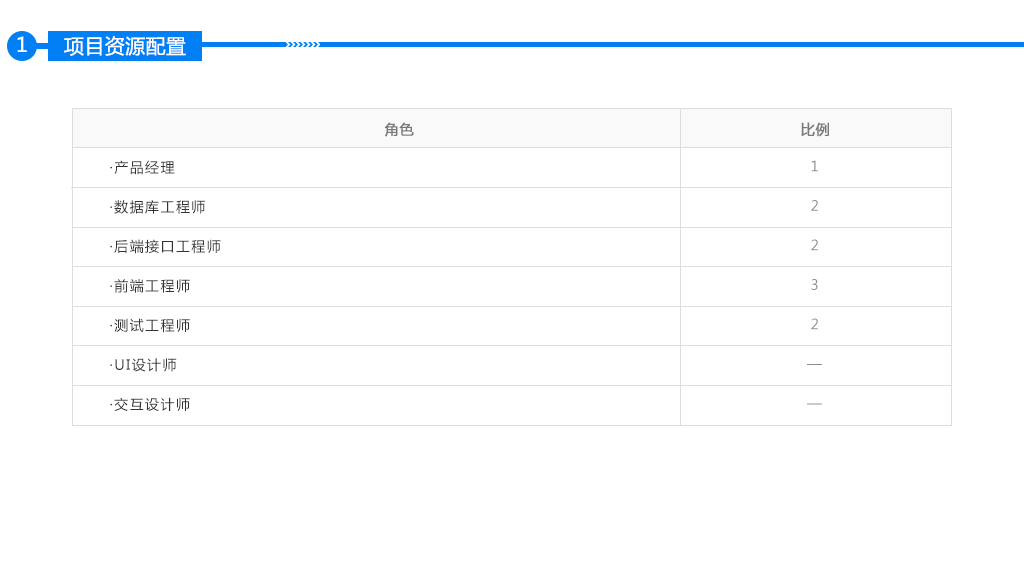 1 项目资源配置
角色 比例
·产品经理 1
·数据库工程师 2
·后端接口工程师 2
·前端工程师 3
·测试工程师 2
·UI设计师 —
·交互设计师 —